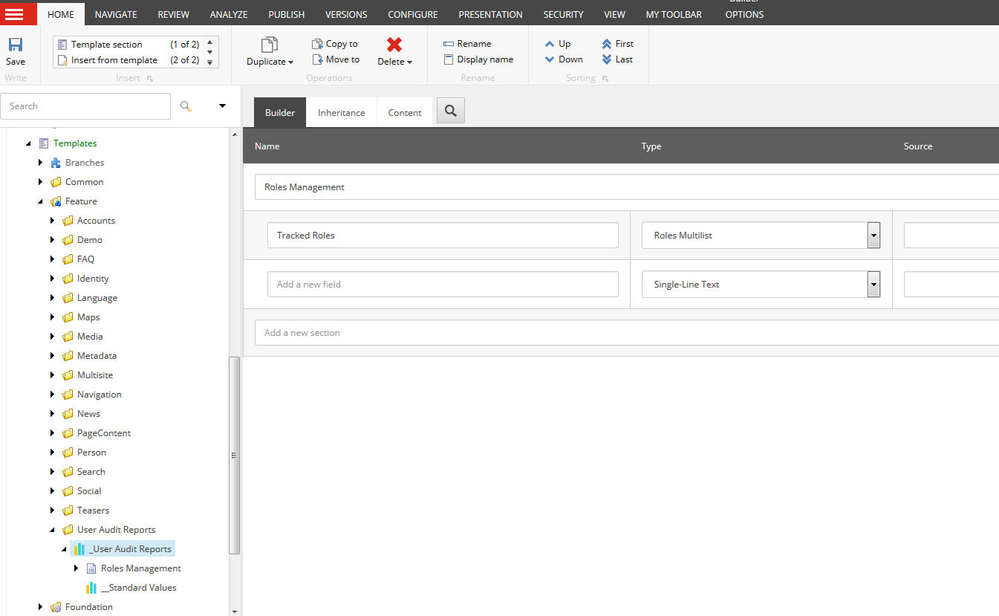 Builder
HOME NAVIGATE REVIEW ANALYZE PUBLISH VERSIONS CONFIGURE PRESENTATION SECURITY VIEW MY TOOLBAR OPTIONS
Save
Write
Template section (1 of 2)
Insert from template (2 of 2)
Insert
Duplicate
Copy to
Move to
Delete
Operations
Rename
Display name
Rename
Up
Down
First
Last
Sorting
Search
Templates
Branches
Common
Feature
Accounts
Demo
FAQ
Identity
Language
Maps
Media
Metadata
Multisite
Navigation
News
PageContent
Person
Search
Social
Teasers
User Audit Reports
_User Audit Reports
Roles Management
__Standard Values
Foundation
Builder Inheritance Content
Name Type Source
Roles Management
Tracked Roles Roles Multilist
Add a new field Single-Line Text
Add a new section